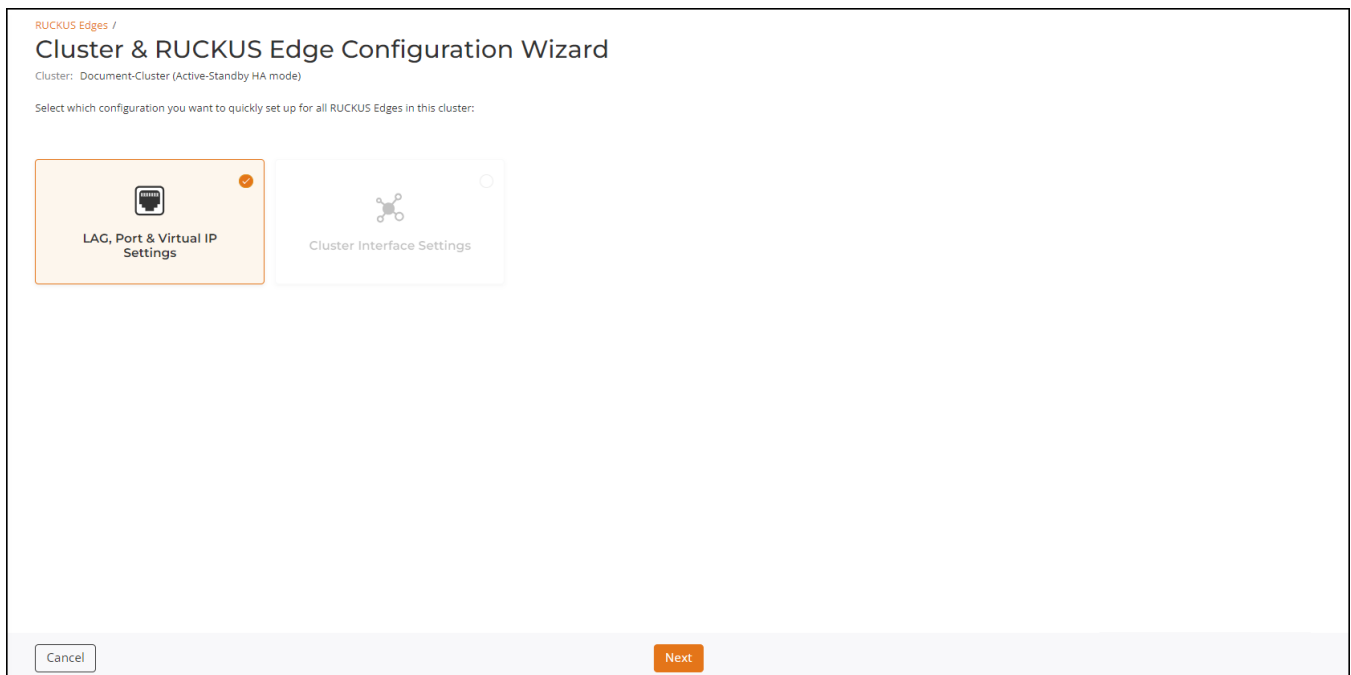 RUCKUS Edges /
Cluster & RUCKUS Edge Configuration Wizard
Cluster: Document-Cluster (Active-Standby HA mode)
Select which configuration you want to quickly set up for all RUCKUS Edges in this cluster:
LAG, Port & Virtual IP
Settings
Cluster Interface Settings
Cancel
Next